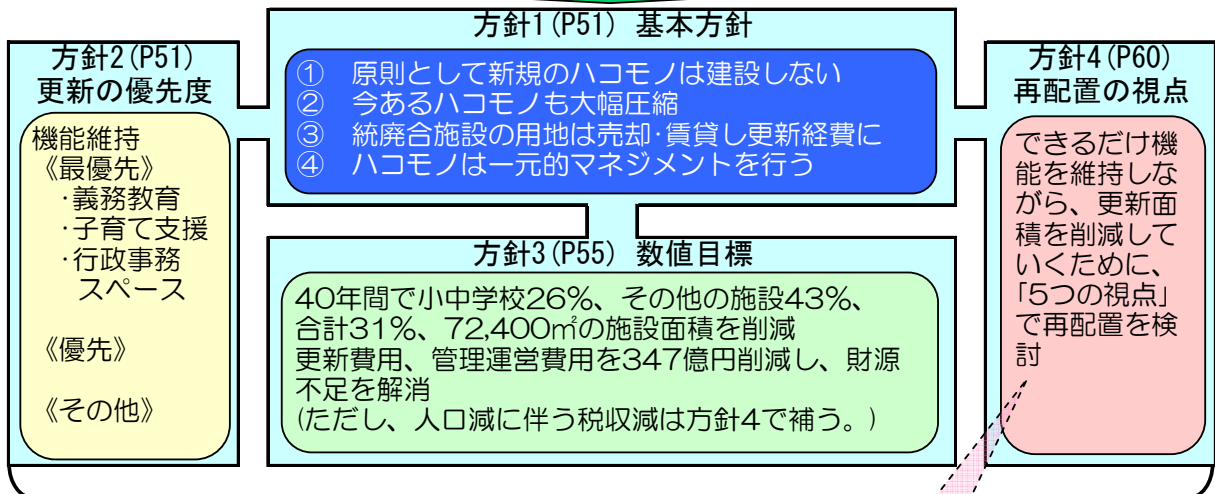 方針1(P51) 基本方針
① 原則として新規のハコモノは建設しない
② 今あるハコモノも大幅圧縮
③ 統廃合施設の用地は売却・賃貸し更新経費に
④ ハコモノは一元的マネジメントを行う
方針2(P51)
更新の優先度
機能維持
《最優先》
・義務教育
・子育て支援
・行政事務
スペース
《優先》
《その他》
方針3(P55) 数値目標
40年間で小中学校26%、その他の施設43%、
合計31%、72,400㎡の施設面積を削減
更新費用、管理運営費用を347億円削減し、財源
不足を解消
(ただし、人口減に伴う税収減は方針4で補う。)
方針4(P60)
再配置の視点
できるだけ機
能を維持しな
がら、更新面
積を削減して
いくために、
「5つの視点」
で再配置を検
討